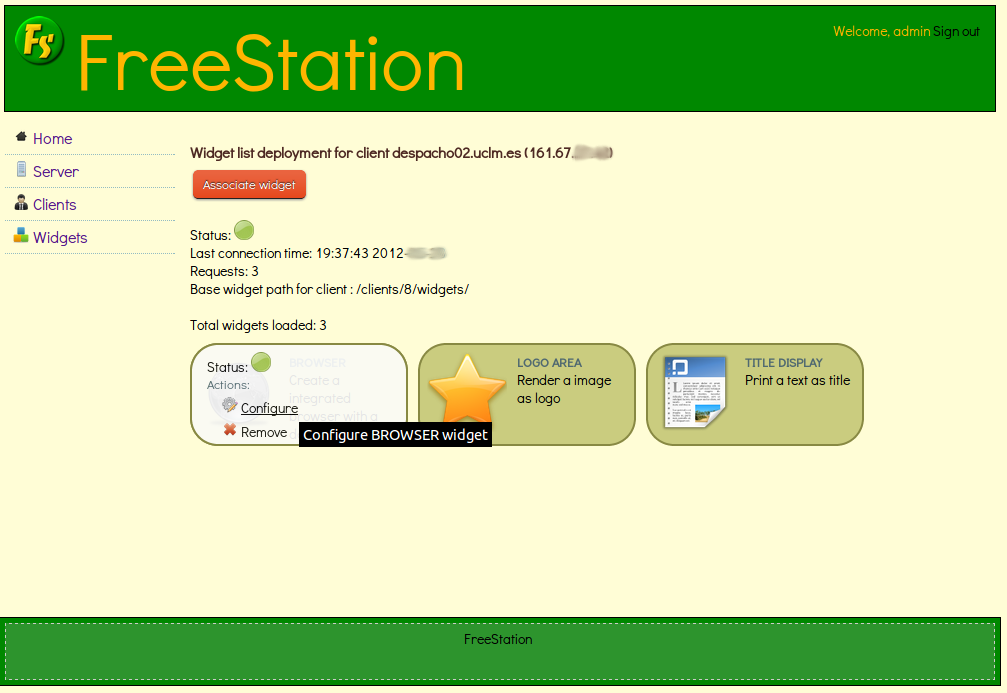 Fs
FreeStation
Welcome, admin Sign out
Home
Server
Clients
Widgets
Widget list deployment for client despacho02.uclm.es (161.67.
Associate widget
Status:
Last connection time: 19:37:43 2012-
Requests: 3
Base widget path for client : /clients/8/widgets/
Total widgets loaded: 3
Status:
Actions:
Configure
Remove
BROWSER
Create a
integrated
browser with a
Configure BROWSER widget
LOGO AREA
Render a image
as logo
TITLE DISPLAY
Print a text as title
FreeStation